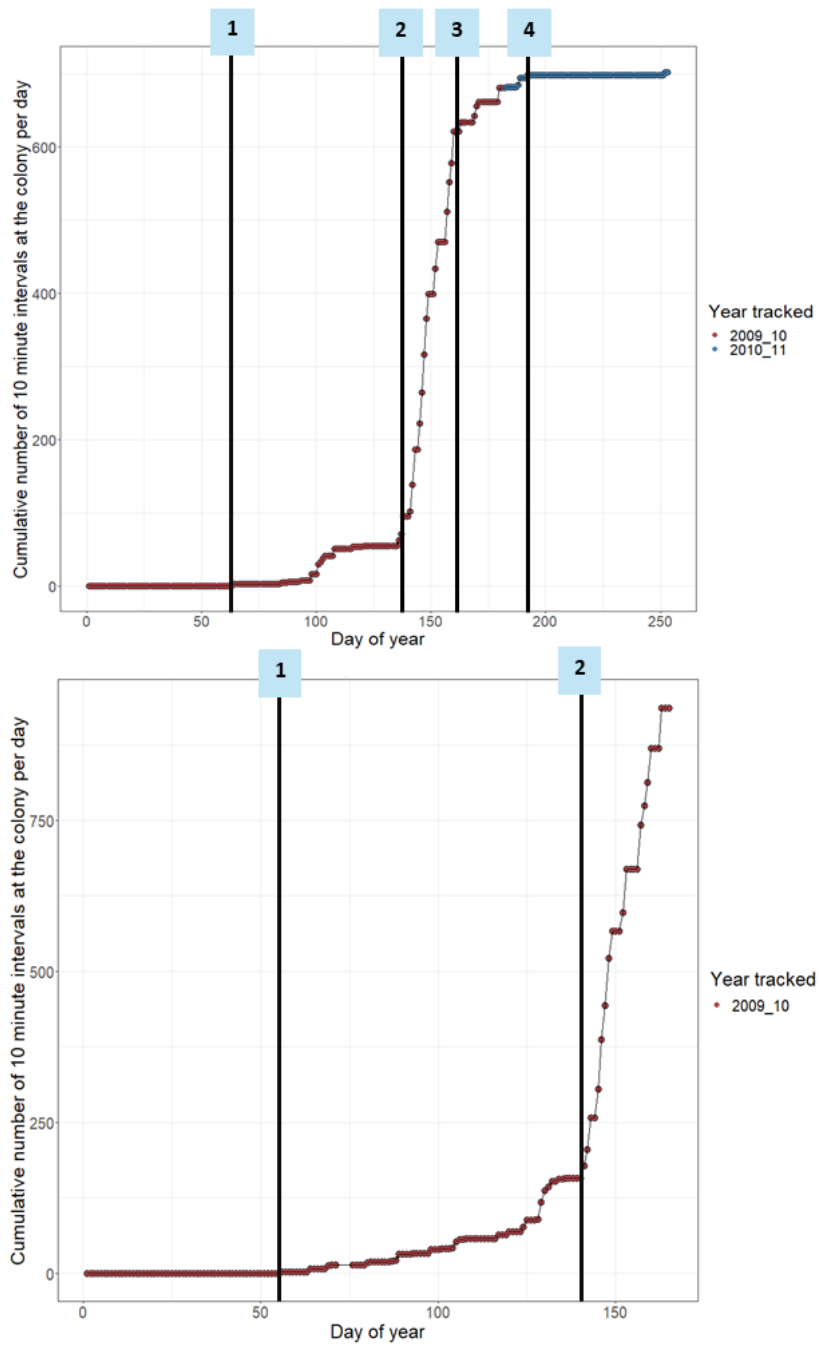 1
2
3
4
Cumulative number of 10 minute intervals at the colony per day
600
400
200
0
0 50 100 150 200 250
Day of year
Year tracked
2009_10
2010_11
1
2
Cumulative number of 10 minute intervals at the colony per day
750
500
250
0
0 50 100 150
Day of year
Year tracked
2009_10